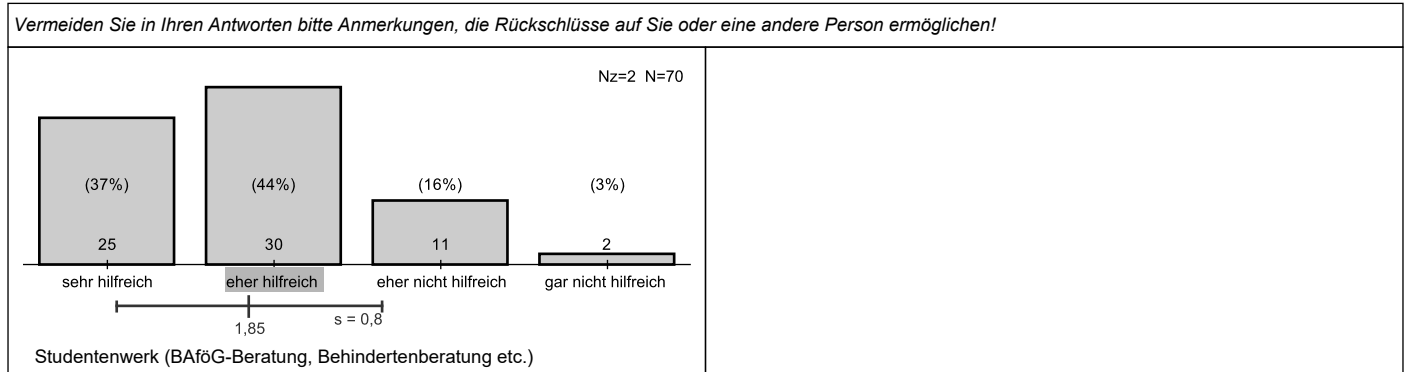 Vermeiden Sie in Ihren Antworten bitte Anmerkungen, die Rückschlüsse auf Sie oder eine andere Person ermöglichen!
Nz=2 N=70
(37%) (44%) (16%) (3%)
25 30 11 2
sehr hilfreich eher hilfreich eher nicht hilfreich gar nicht hilfreich
1,85 s = 0,8
Studentenwerk (BAföG-Beratung, Behindertenberatung etc.)